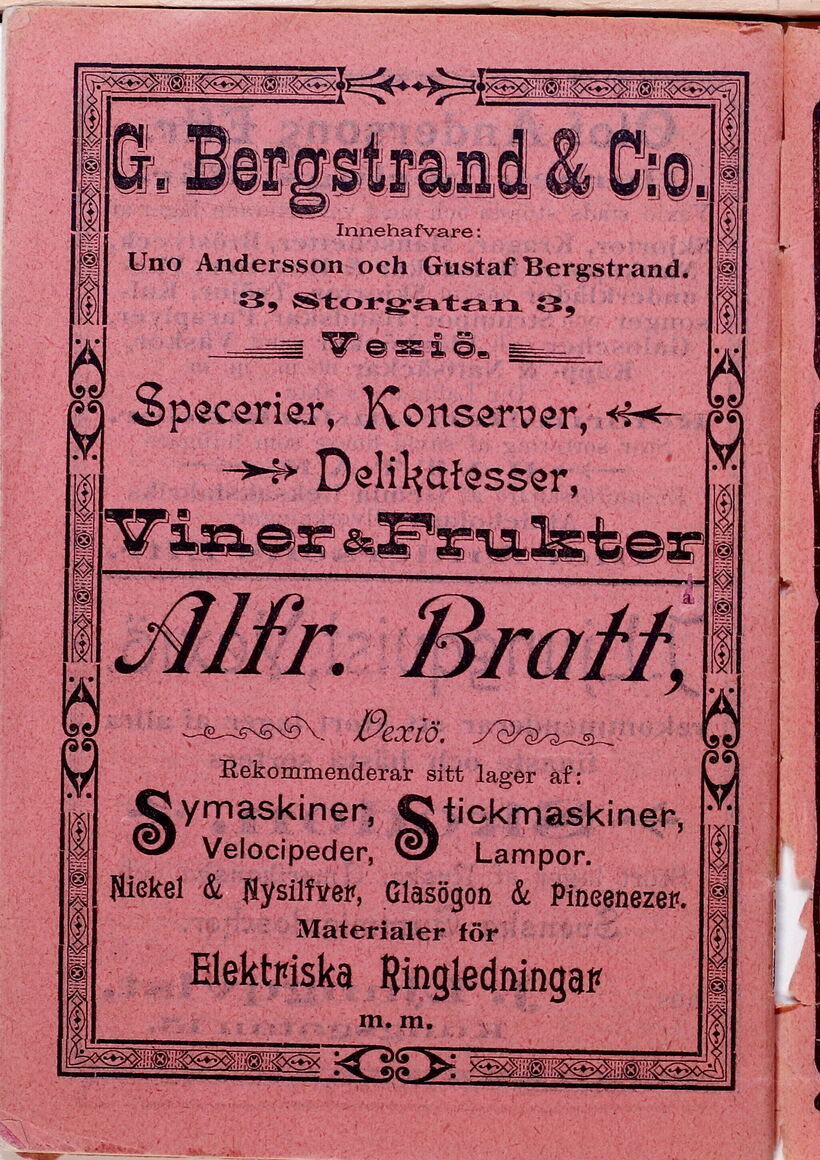 G. Bergstrand & C:o.
Innehafvare:
Uno Andersson och Gustaf Bergstrand.
3, Storgatan 3,
Vexiö.
Specerier, Konserver,
Delikatesser,
Viner & Frukter
Alfr. Bratt,
Vexiö.
Rekommenderar sitt lager af:
Symaskiner, Stickmaskiner,
Velocipeder, Lampor.
Nickel & Nysilfver, Glasögon & Pincenezer.
Materialer för
Elektriska Ringledningar
m. m.